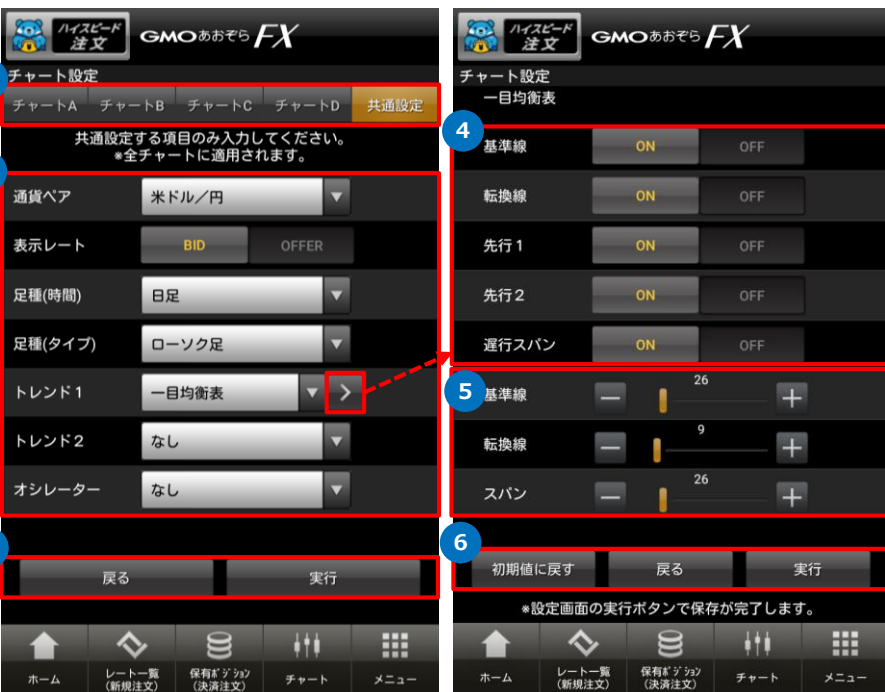 ハイスピード
注文
GMOあおぞらFX
チャート設定
チャートA チャートB チャートC チャートD 共通設定
共通設定する項目のみ入力してください。
*全チャートに適用されます。
通貨ペア 米ドル/円
表示レート BID OFFER
足種(時間) 日足
足種(タイプ) ローソク足
トレンド1 一目均衡表
トレンド2 なし
オシレーター なし
戻る 実行
ホーム
レート一覧
(新規注文)
保有ポジション
(決済注文)
チャート
メニュー
ハイスピード
注文
GMOあおぞらFX
チャート設定
一目均衡表
4
基準線 ON OFF
転換線 ON OFF
先行1 ON OFF
先行2 ON OFF
遅行スパン ON OFF
5
基準線 26
転換線 9
スパン 26
6
初期値に戻す 戻る 実行
*設定画面の実行ボタンで保存が完了します。
ホーム
レート一覧
(新規注文)
保有ポジション
(決済注文)
チャート
メニュー